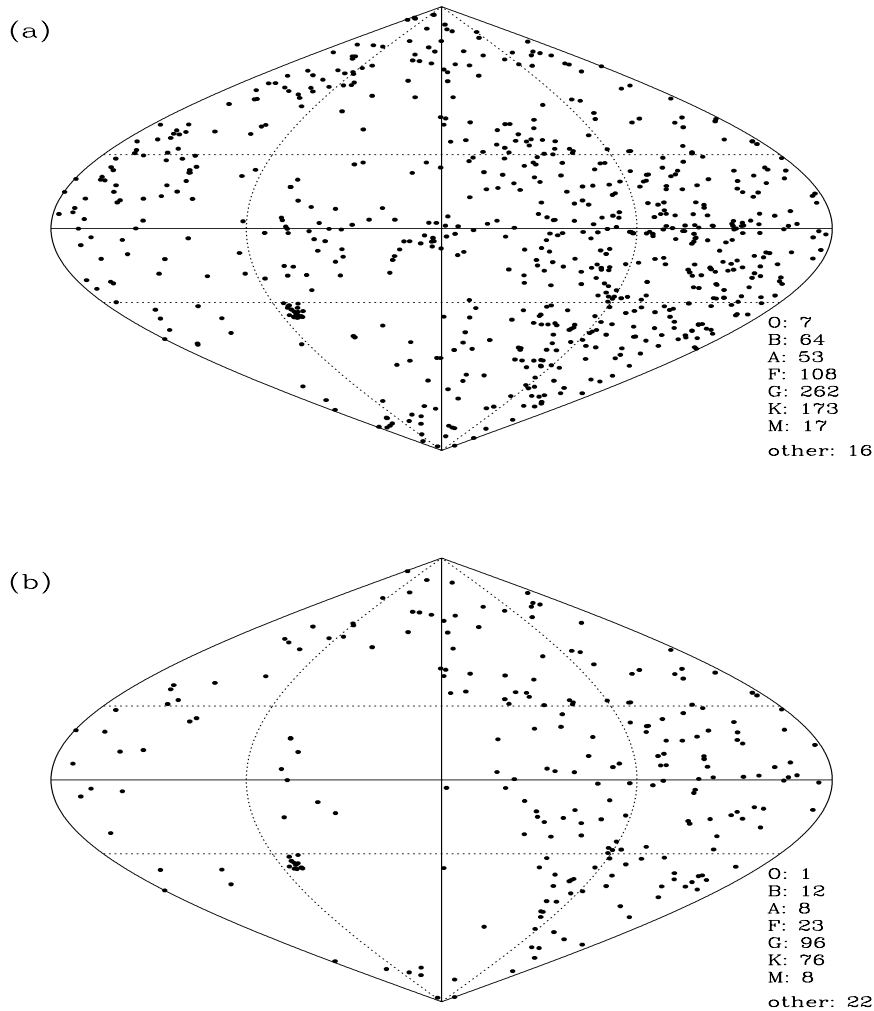 (a)
O: 7
B: 64
A: 53
F: 108
G: 262
K: 173
M: 17
other: 16
(b)
O: 1
B: 12
A: 8
F: 23
G: 96
K: 76
M: 8
other: 22